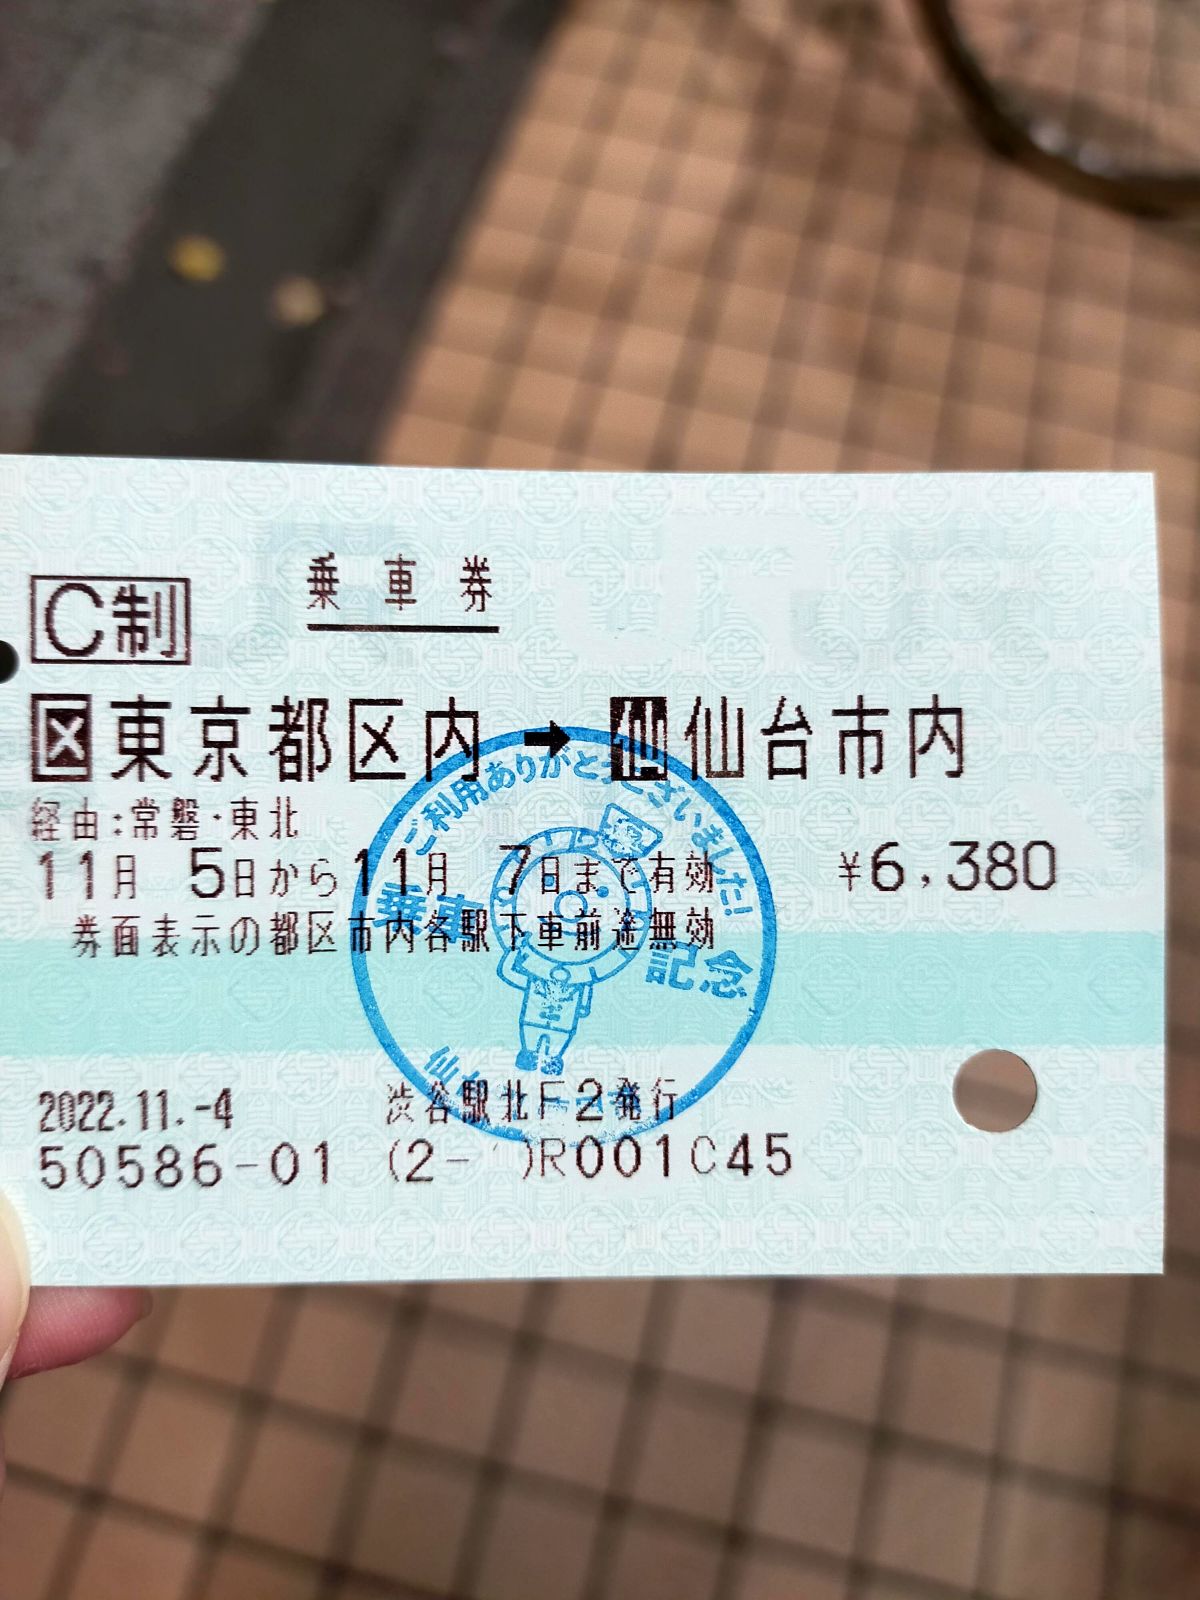 乗車券
C制
区 東京都区内 → 仙 仙台市内
経由:常磐・東北
11月 5日から11月 7日まで有効 ¥6,380
券面表示の都区市内各駅下車前途無効
ご利用ありがとうございました!
乗車
記念
2022.11.-4 渋谷駅北F2発行
50586-01 (2- )R001C45